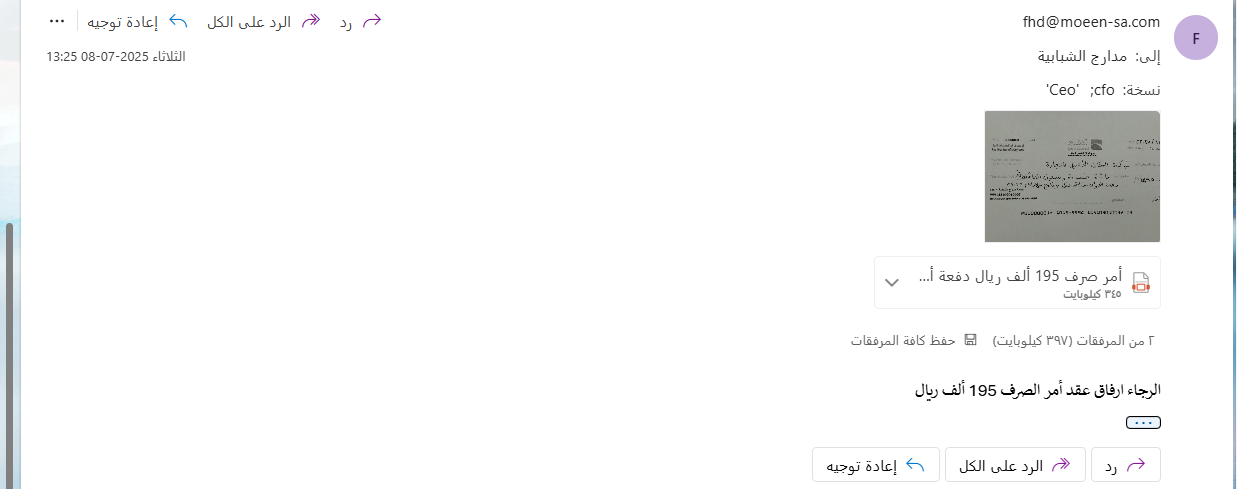 fhd@moeen-sa.com
رد
الرد على الكل
إعادة توجيه
إلى: مدارج الشبابية
الثلاثاء 2025-07-08 13:25
نسخة: cfo; 'Ceo'
أمر صرف 195 ألف ريال دفعة أ...
٣٤٥ كيلوبايت
٢ من المرفقات (٣٩٧ كيلوبايت)
حفظ كافة المرفقات
الرجاء ارفاق عقد أمر الصرف 195 ألف ريال
رد
الرد على الكل
إعادة توجيه
F